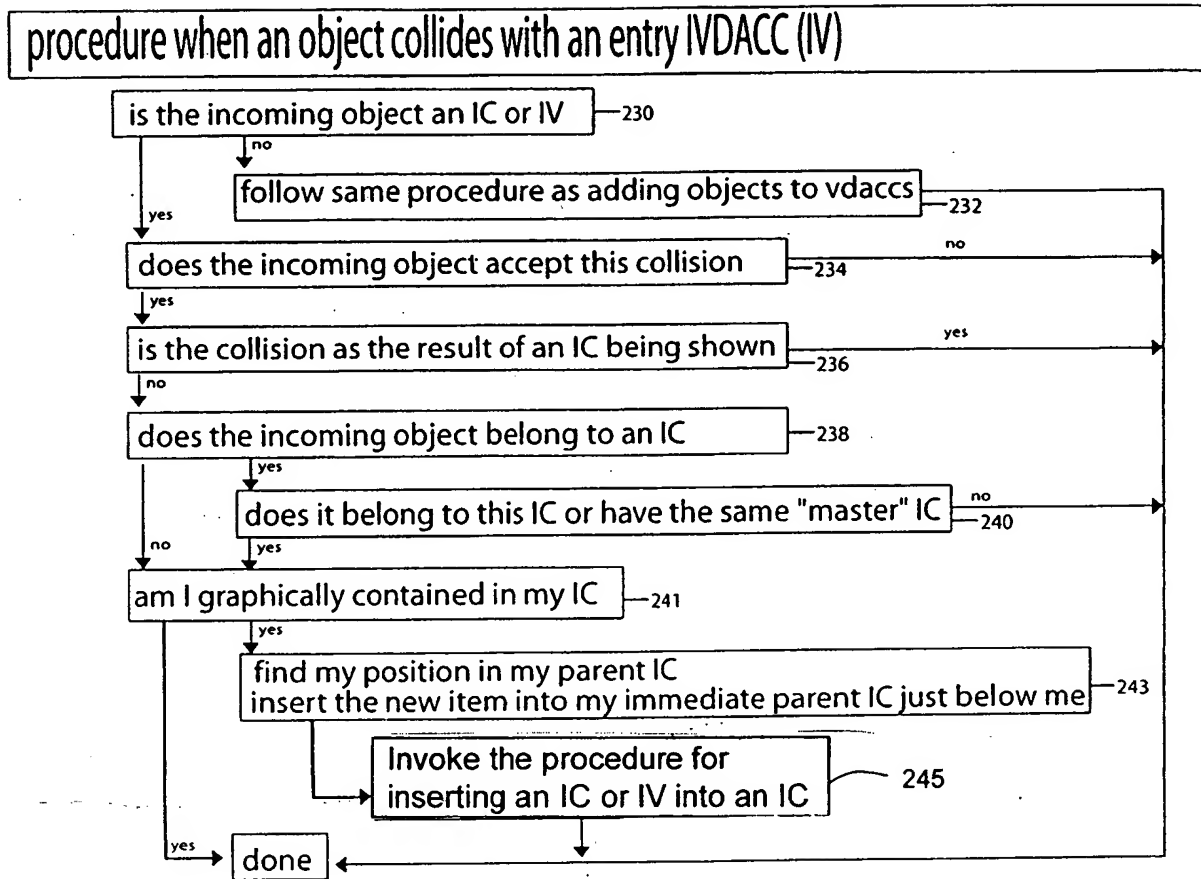 procedure when an object collides with an entry IVDACC (IV)
is the incoming object an IC or IV
230
no
follow same procedure as adding objects to vdaccs
232
yes
does the incoming object accept this collision
234
no
yes
is the collision as the result of an IC being shown
236
yes
no
does the incoming object belong to an IC
238
yes
does it belong to this IC or have the same "master" IC
240
no
no
yes
am I graphically contained in my IC
241
yes
find my position in my parent IC
insert the new item into my immediate parent IC just below me
243
Invoke the procedure for
inserting an IC or IV into an IC
245
yes
done